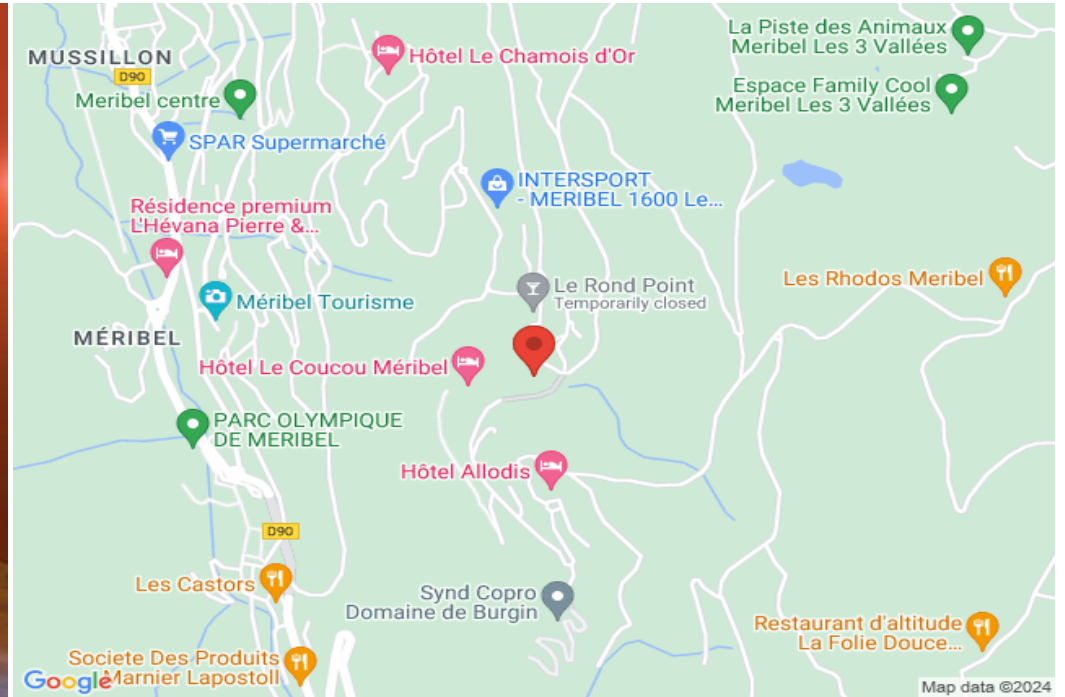 La Piste des Animaux
Meribel Les 3 Vallées
MUSSILLON
D90
Hôtel Le Chamois d'Or
Meribel centre
Espace Family Cool
Meribel Les 3 Vallées
SPAR Supermarché
INTERSPORT
- MERIBEL 1600 Le...
Résidence premium
L'Hévana Pierre &...
Les Rhodos Meribel
Le Rond Point
Temporarily closed
Méribel Tourisme
MÉRIBEL
Hôtel Le Coucou Méribel
PARC OLYMPIQUE
DE MERIBEL
Hôtel Allodis
D90
Les Castors
Synd Copro
Domaine de Burgin
Restaurant d'altitude
La Folie Douce...
Societe Des Produits
Marnier Lapostoll
Google
Map data ©2024